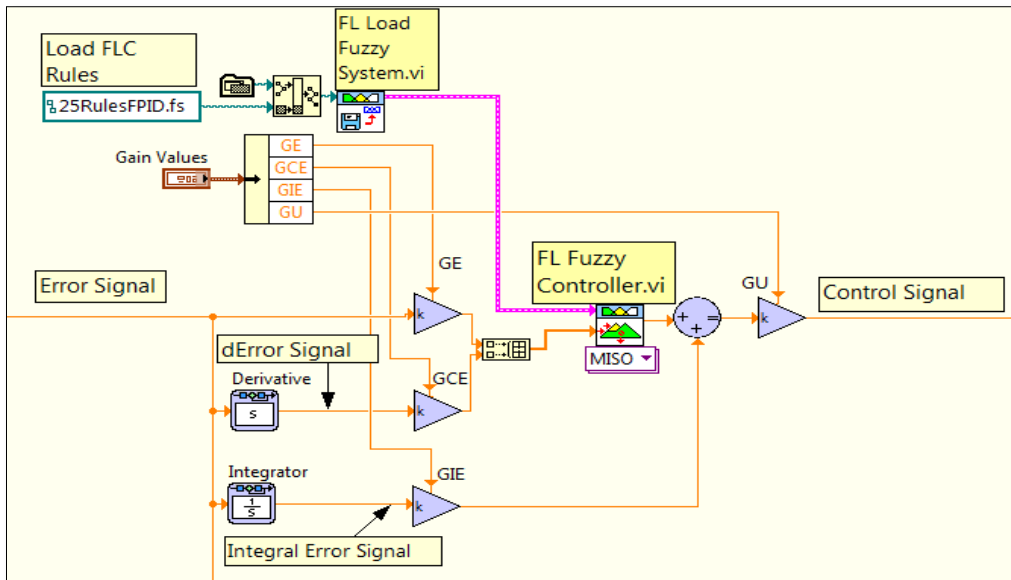 Load FLC
Rules
FL Load
Fuzzy
System.vi
25RulesFPID.fs
Gain Values
GE
GCE
GIE
GU
GE
FL Fuzzy
Controller.vi
GU
Control Signal
Error Signal
k
k
dError Signal
MISO
Derivative
GCE
s
k
Integrator
GIE
1
s
k
Integral Error Signal